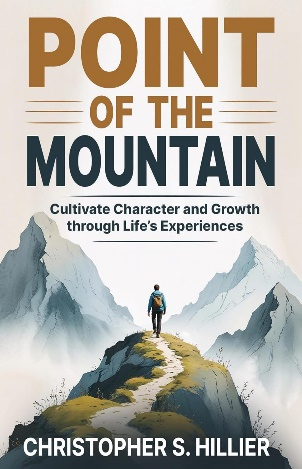 POINT
OF THE
MOUNTAIN
Cultivate Character and Growth
through Life's Experiences
CHRISTOPHER S. HILLIER